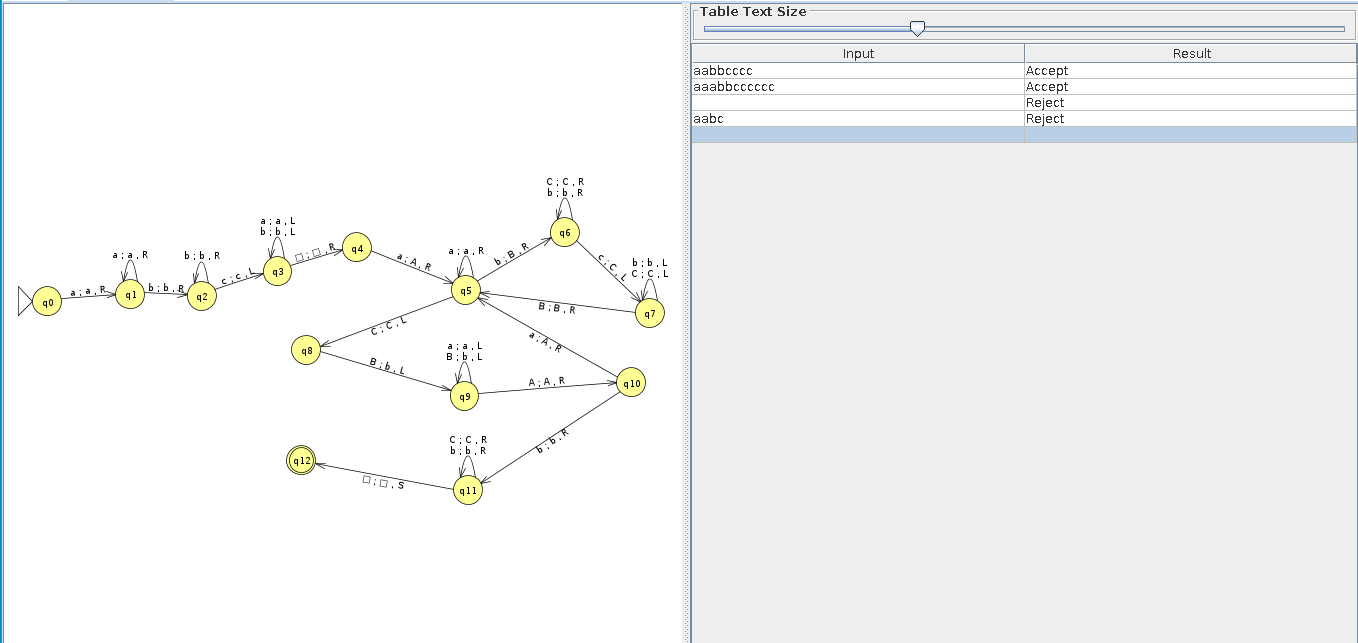 Table Text Size
Input Result
aabbcccc Accept
aaabbcccccc Accept
Reject
aabc Reject
C ; C , R
b ; b , R
a ; a , L
b ; b , L
a ; a , R
b ; b , R
a ; a , R
b ; b , L
C ; C , L
q0
a ; a , R
q1
b ; b , R
q2
c ; c , L
q3
□ ; □ , R
q4
a ; A , R
q5
b ; B , R
q6
c ; C , L
q7
B ; B , R
C ; C , L
q8
B ; b , L
a ; a , L
B ; b , L
q9
A ; A , R
q10
a ; A , R
b ; b , R
C ; C , R
b ; b , R
q11
□ ; □ , S
q12